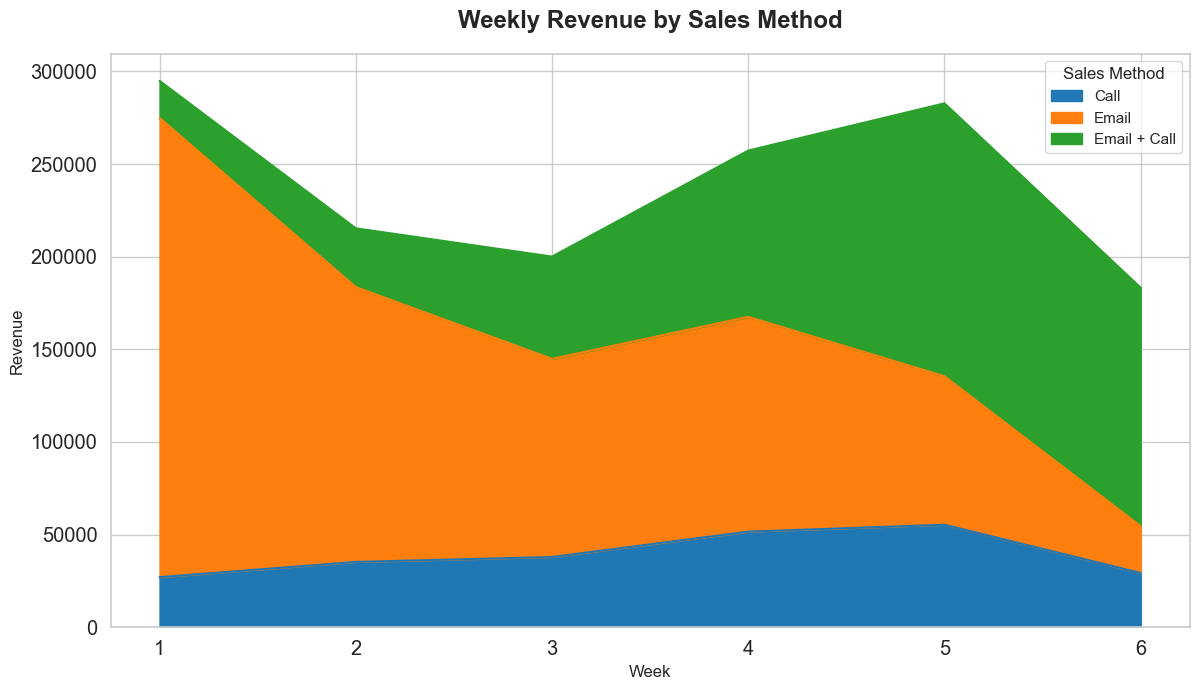 Weekly Revenue by Sales Method
Sales Method
Call
Email
Email + Call
Revenue
300000
250000
200000
150000
100000
50000
0
1 2 3 4 5 6
Week